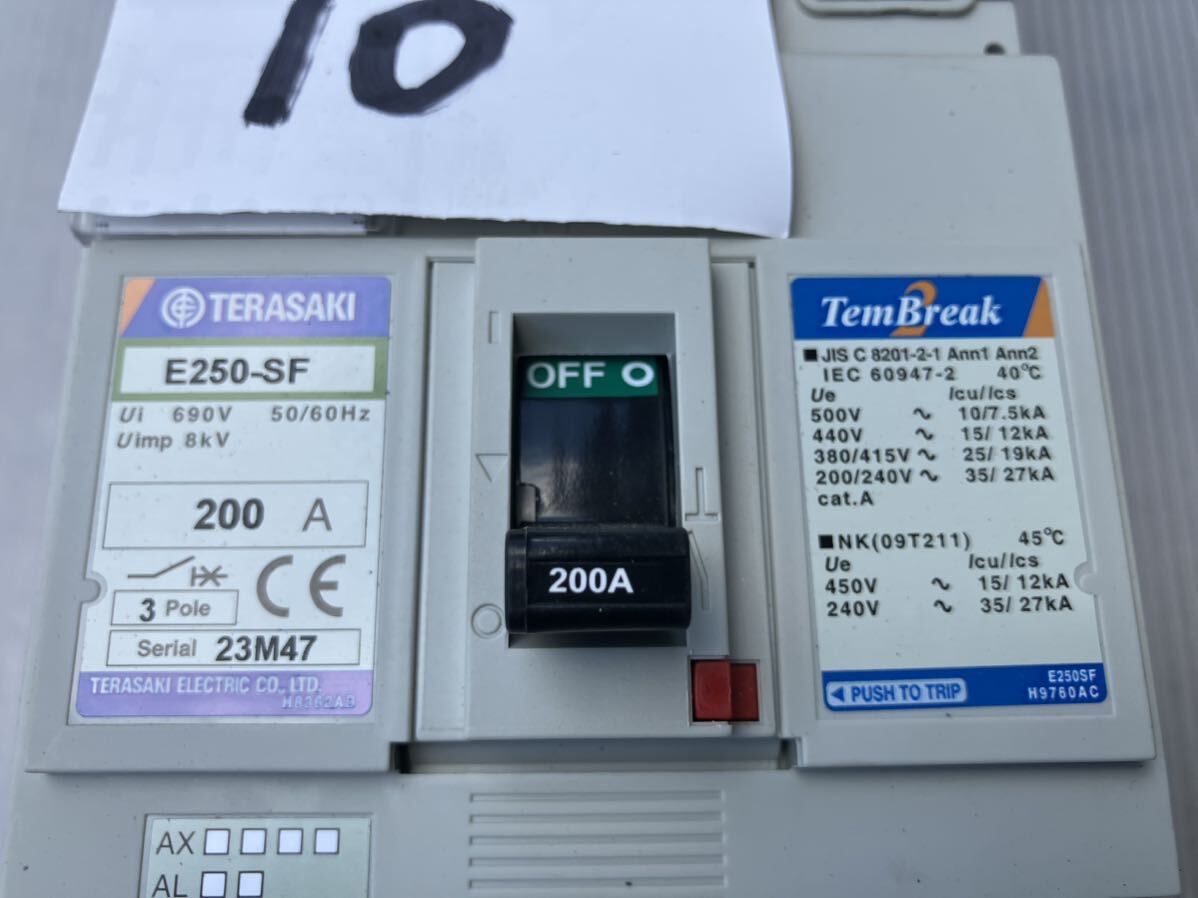 10
TERASAKI
E250-SF
Ui 690V 50/60Hz
Uimp 8kV
200 A
CE
3 Pole
Serial 23M47
TERASAKI ELECTRIC CO., LTD.
H8362AB
OFF O
200A
TemBreak 2
■JIS C 8201-2-1 Ann1 Ann2
IEC 60947-2 40°C
Ue Icu/Ics
500V ~ 10/7.5kA
440V ~ 15/ 12kA
380/415V ~ 25/ 19kA
200/240V ~ 35/ 27kA
cat.A
■NK(09T211) 45°C
Ue Icu/Ics
450V ~ 15/ 12kA
240V ~ 35/ 27kA
◀ PUSH TO TRIP
E250SF
H9760AC
AX
AL